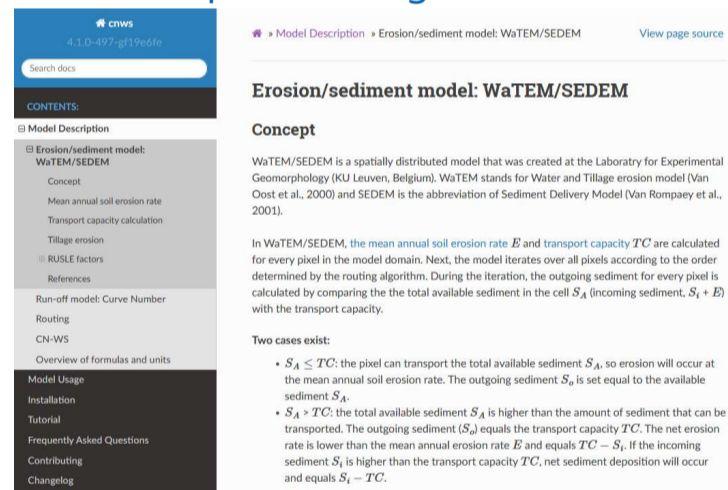 cnws
4.1.0-497-gf19e6fe
Search docs
CONTENTS:
Model Description
Erosion/sediment model:
WaTEM/SEDEM
Concept
Mean annual soil erosion rate
Transport capacity calculation
Tillage erosion
RUSLE factors
References
Run-off model: Curve Number
Routing
CN-WS
Overview of formulas and units
Model Usage
Installation
Tutorial
Frequently Asked Questions
Contributing
Changelog
» Model Description » Erosion/sediment model: WaTEM/SEDEM
View page source
Erosion/sediment model: WaTEM/SEDEM
Concept
WaTEM/SEDEM is a spatially distributed model that was created at the Laboratry for Experimental
Geomorphology (KU Leuven, Belgium). WaTEM stands for Water and Tillage erosion model (Van
Oost et al., 2000) and SEDEM is the abbreviation of Sediment Delivery Model (Van Rompaey et al.,
2001).
In WaTEM/SEDEM, the mean annual soil erosion rate E and transport capacity TC are calculated
for every pixel in the model domain. Next, the model iterates over all pixels according to the order
determined by the routing algorithm. During the iteration, the outgoing sediment for every pixel is
calculated by comparing the the total available sediment in the cell S_A (incoming sediment, S_i + E)
with the transport capacity.
Two cases exist:
• S_A ≤ TC: the pixel can transport the total available sediment S_A, so erosion will occur at
the mean annual soil erosion rate. The outgoing sediment S_o is set equal to the available
sediment S_A.
• S_A > TC: the total available sediment S_A is higher than the amount of sediment that can be
transported. The outgoing sediment (S_o) equals the transport capacity TC. The net erosion
rate is lower than the mean annual erosion rate E and equals TC − S_i. If the incoming
sediment S_i is higher than the transport capacity TC, net sediment deposition will occur
and equals S_i − TC.